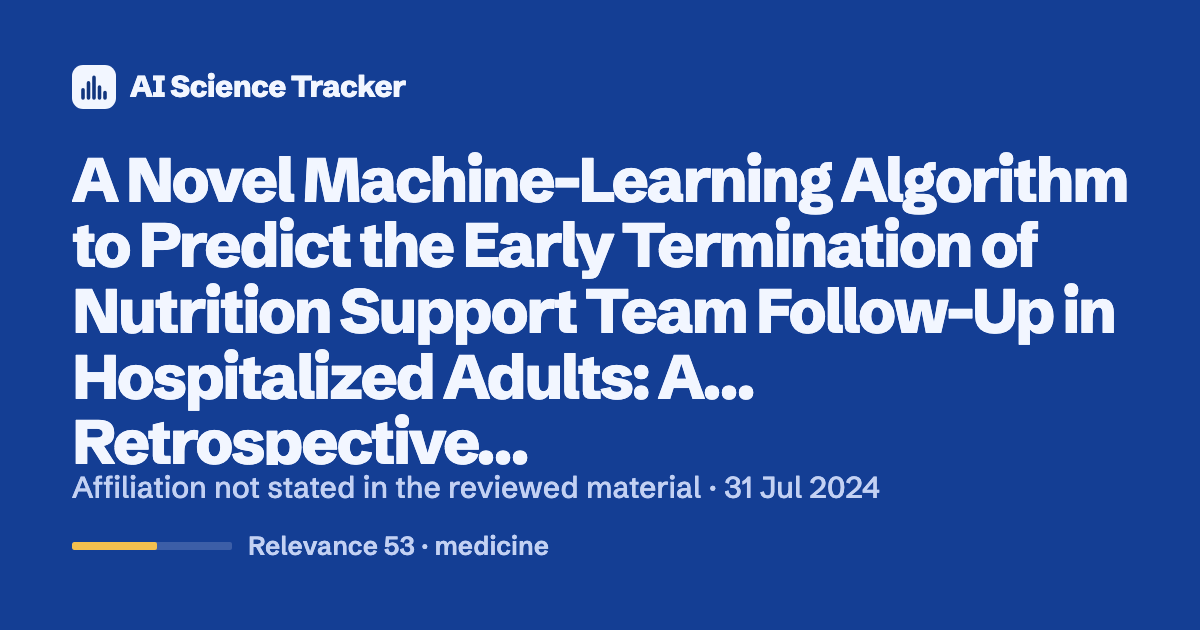 AI Science Tracker
A Novel Machine-Learning Algorithm
to Predict the Early Termination of
Nutrition Support Team Follow-Up in
Hospitalized Adults: A...
Retrospective...
Affiliation not stated in the reviewed material · 31 Jul 2024
Relevance 53 · medicine